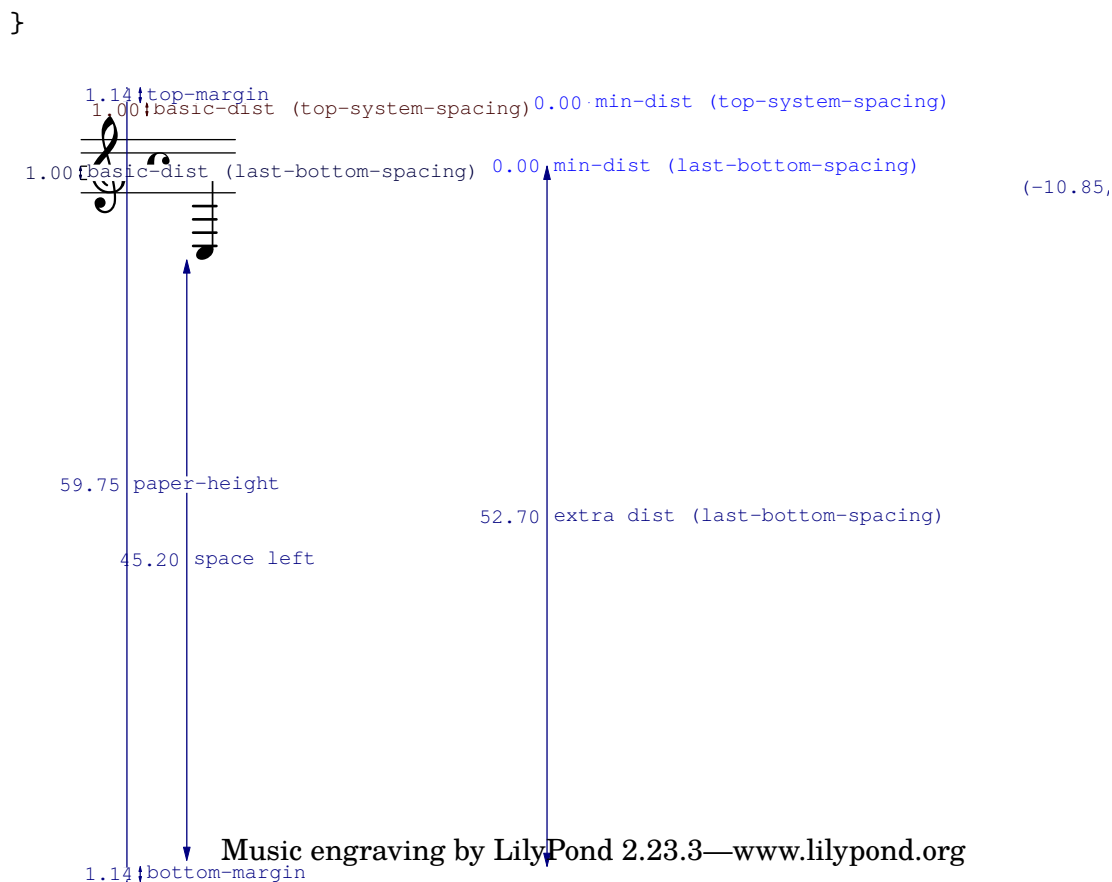 }
1.14 top-margin
1.00 basic-dist (top-system-spacing) 0.00 min-dist (top-system-spacing)
1.00 basic-dist (last-bottom-spacing) 0.00 min-dist (last-bottom-spacing)
(-10.85,
59.75 paper-height
52.70 extra dist (last-bottom-spacing)
45.20 space left
Music engraving by LilyPond 2.23.3—www.lilypond.org
1.14 bottom-margin